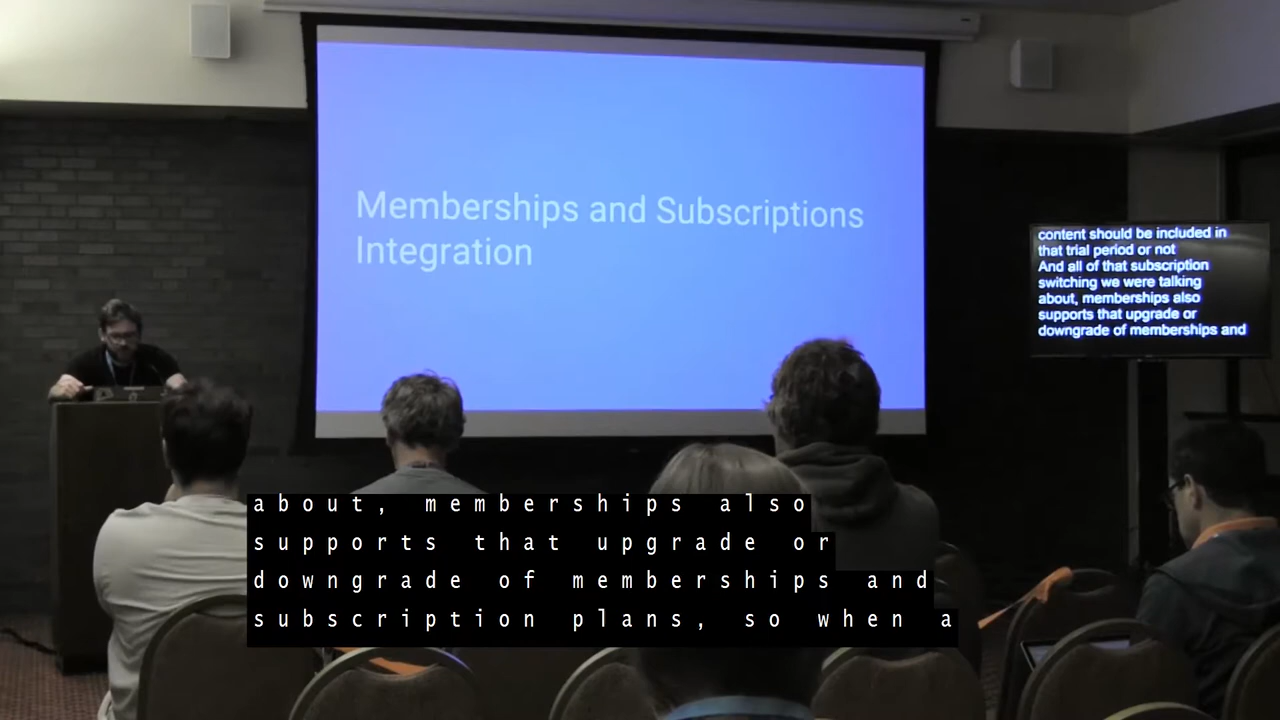 Memberships and Subscriptions
Integration
content should be included in
that trial period or not
And all of that subscription
switching we were talking
about, memberships also
supports that upgrade or
downgrade of memberships and
about, memberships also
supports that upgrade or
downgrade of memberships and
subscription plans, so when a